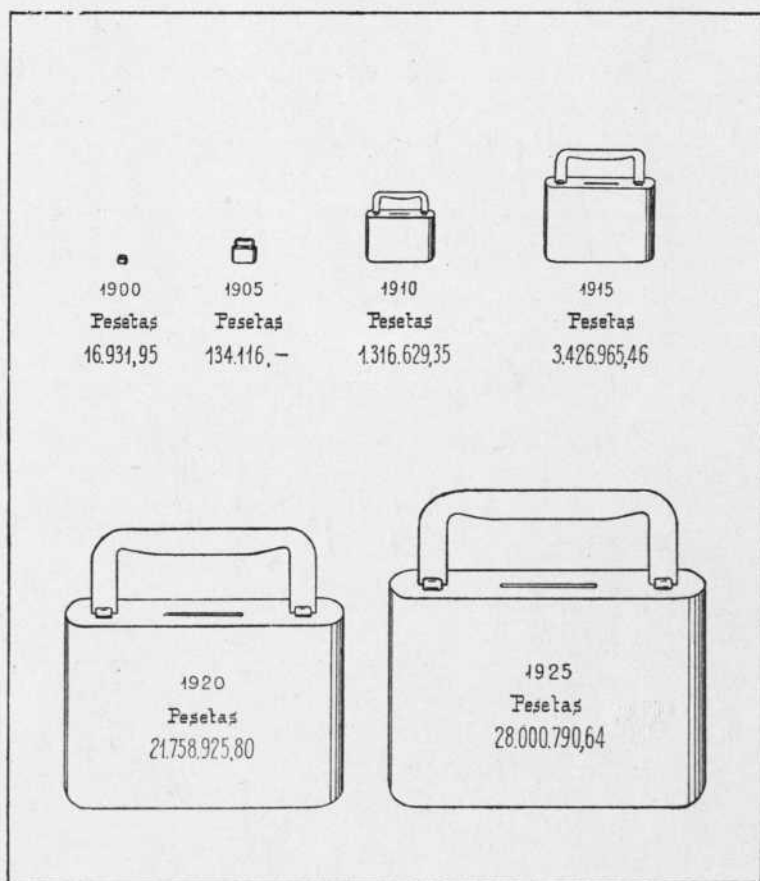 1900
Pesetas
16.931,95
1905
Pesetas
134.116,—
1910
Pesetas
1.316.629,35
1915
Pesetas
3.426.965,46
1920
Pesetas
21.758.925,80
1925
Pesetas
28.000.790,64